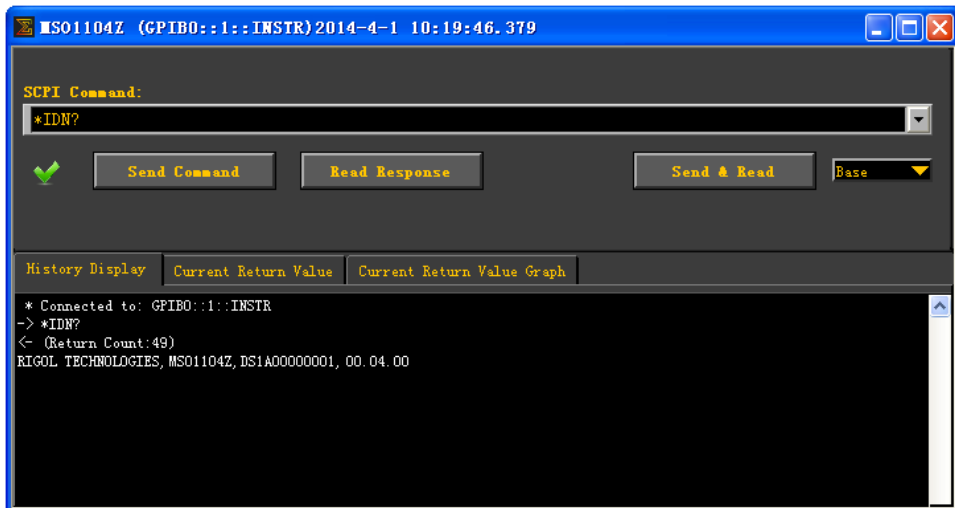 MSO1104Z (GPIB0::1::INSTR)2014-4-1 10:19:46.379
SCPI Command:
*IDN?
Send Command Read Response Send & Read Base
History Display Current Return Value Current Return Value Graph
* Connected to: GPIB0::1::INSTR
-> *IDN?
<- (Return Count:49)
RIGOL TECHNOLOGIES,MSO1104Z,DS1A00000001,00.04.00